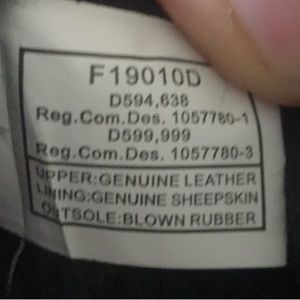 F19010D
D594,638
Reg.Com.Des. 1057780-1
D599,999
Reg.Com.Des. 1057780-3
UPPER:GENUINE LEATHER
LINING:GENUINE SHEEPSKIN
OUTSOLE:BLOWN RUBBER